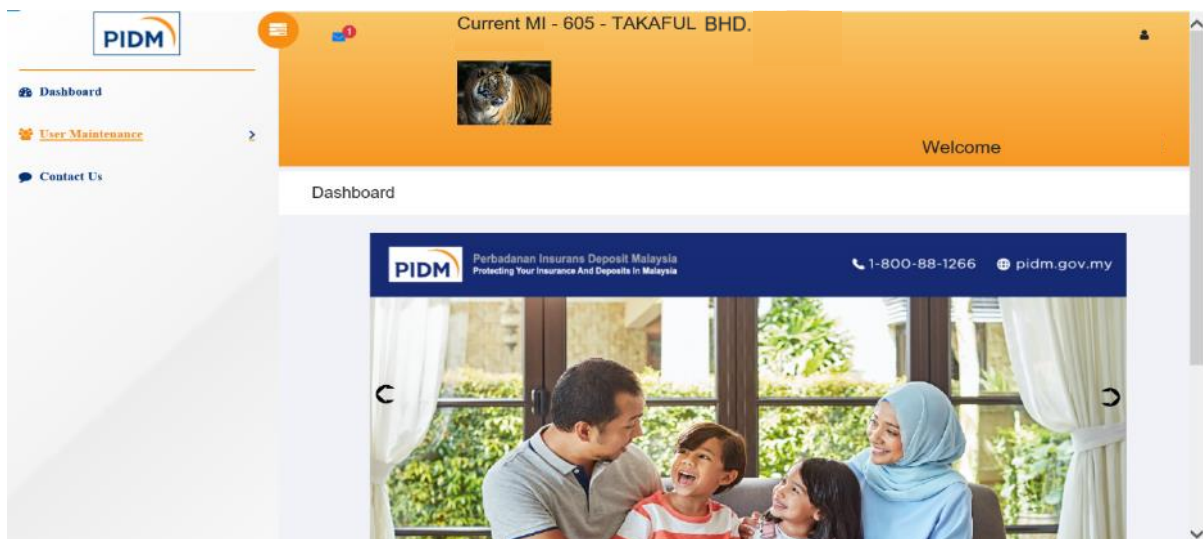 PIDM
Dashboard
User Maintenance
Contact Us
1
Current MI - 605 - TAKAFUL BHD.
Welcome
Dashboard
PIDM
Perbadanan Insurans Deposit Malaysia
Protecting Your Insurance And Deposits In Malaysia
1-800-88-1266
pidm.gov.my